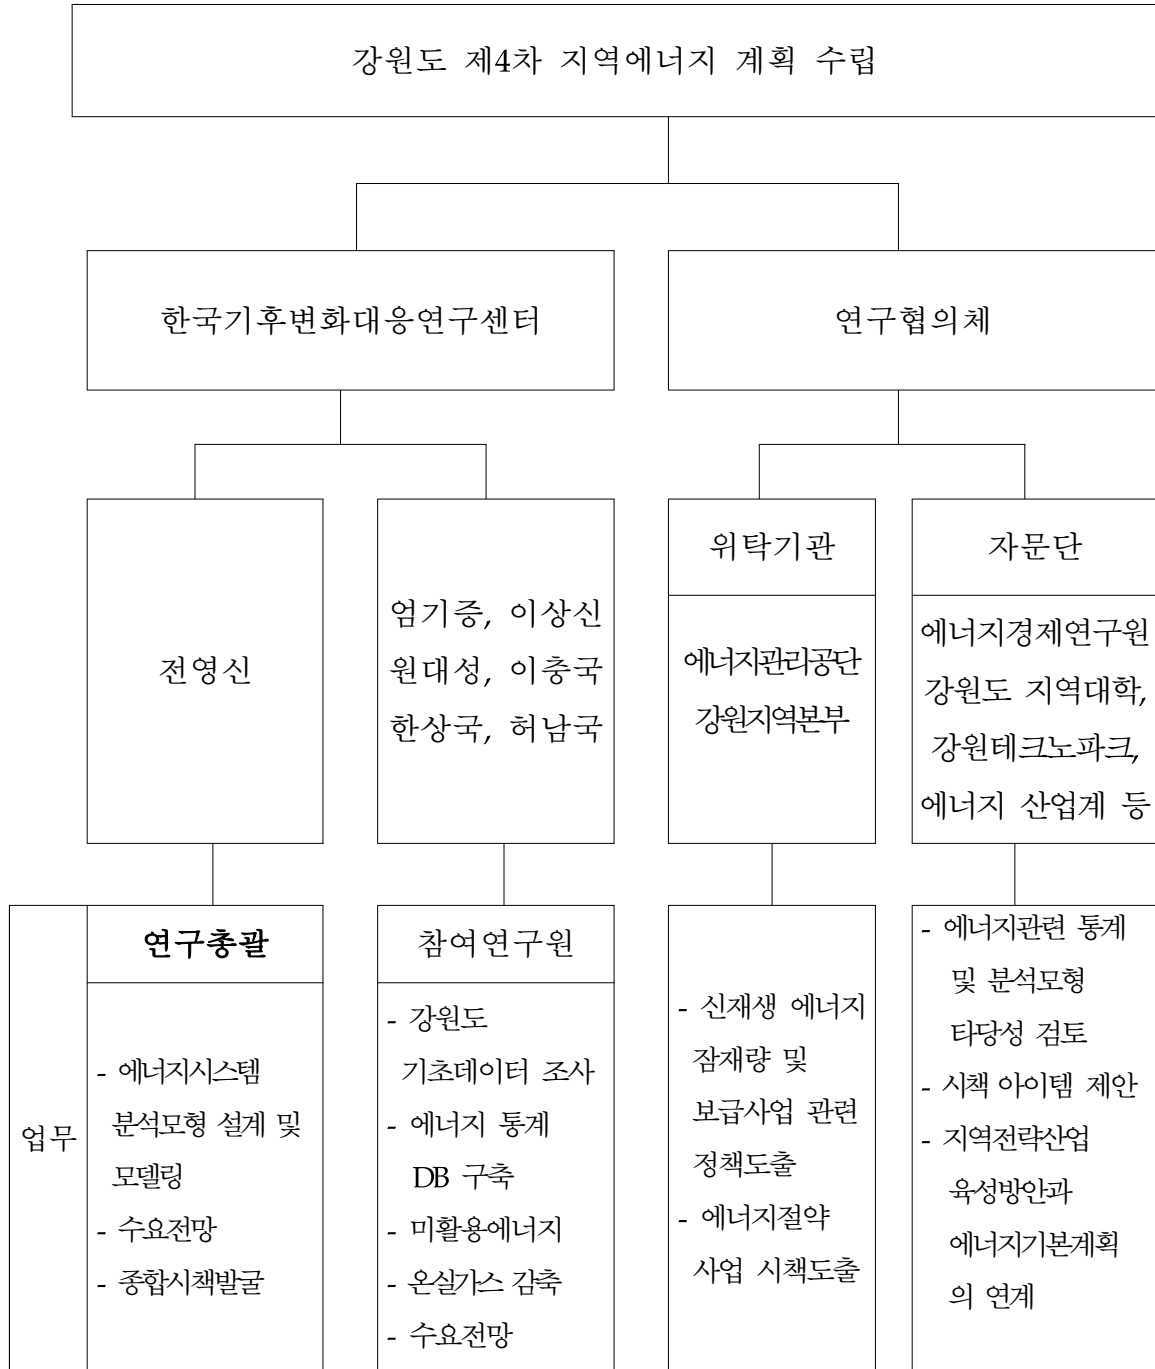 강원도 제4차 지역에너지 계획 수립
한국기후변화대응연구센터
연구협의체
전영신
엄기증, 이상신
원대성, 이충국
한상국, 허남국
위탁기관
에너지관리공단
강원지역본부
자문단
에너지경제연구원
강원도 지역대학,
강원테크노파크,
에너지 산업계 등
업무
연구총괄
- 에너지시스템
분석모형 설계 및
모델링
- 수요전망
- 종합시책발굴
참여연구원
- 강원도
기초데이터 조사
- 에너지 통계
DB 구축
- 미활용에너지
- 온실가스 감축
- 수요전망
- 신재생 에너지
잠재량 및
보급사업 관련
정책도출
- 에너지절약
사업 시책도출
- 에너지관련 통계
및 분석모형
타당성 검토
- 시책 아이템 제안
- 지역전략산업
육성방안과
에너지기본계획
의 연계